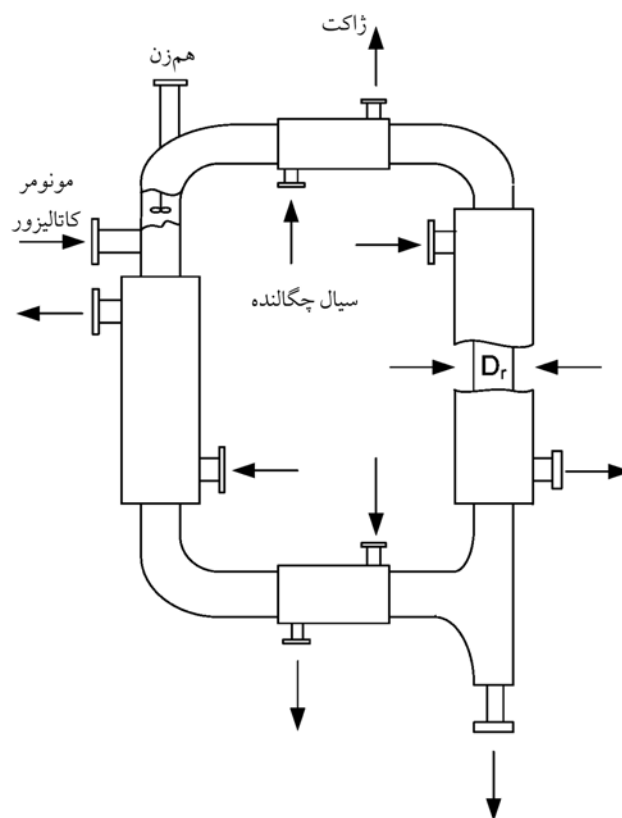 ژاکت
هم‌زن
مونومر
کاتالیزور
سیال چگالنده
Dr